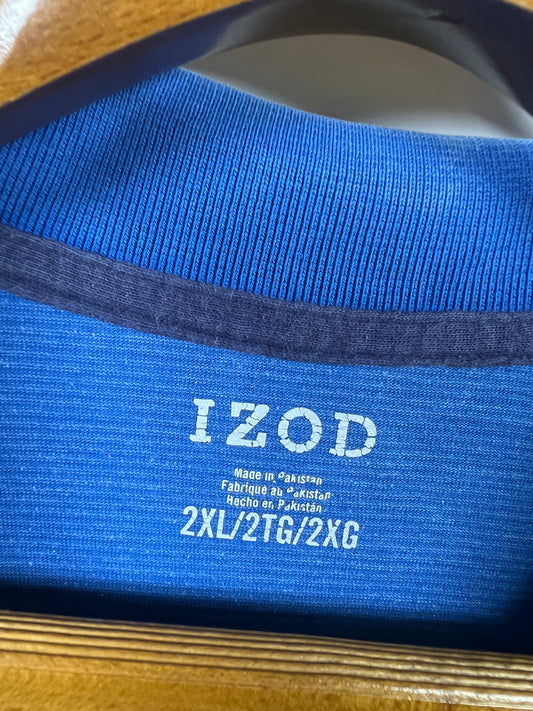 IZOD
Made in Pakistan
Fabriqué au Pakistan
Hecho en Pakistán
2XL/2TG/2XG